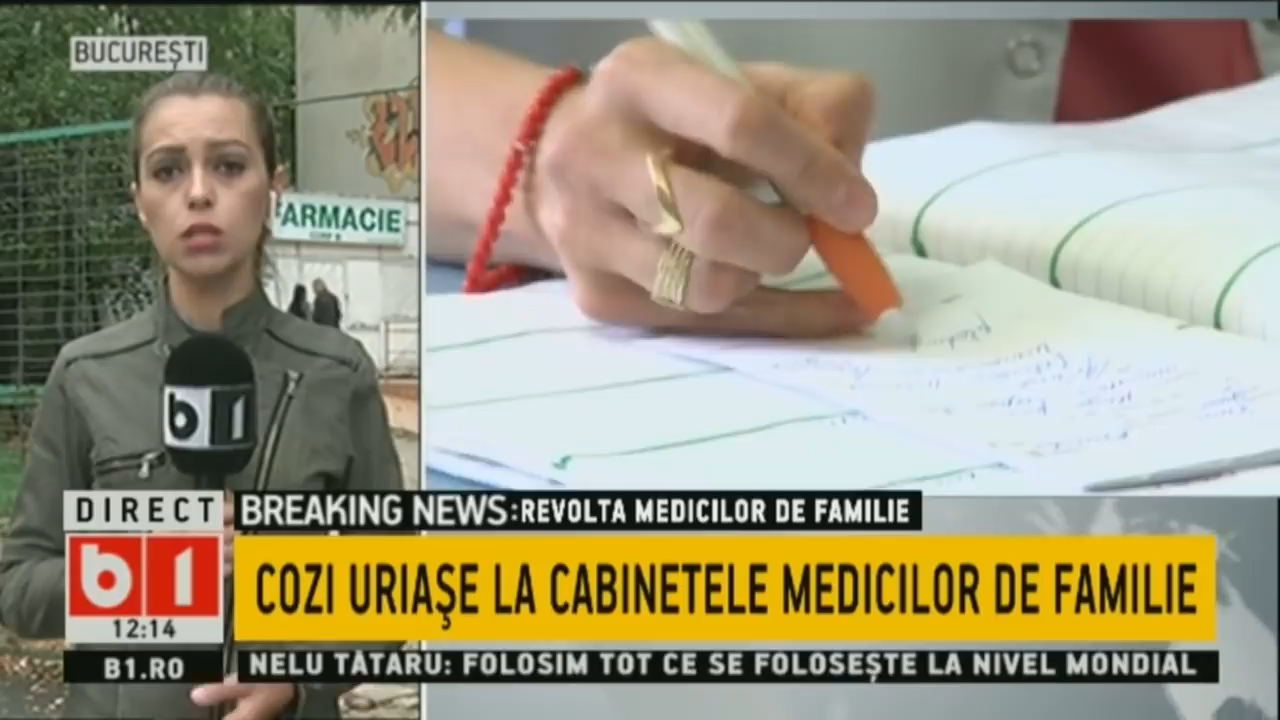 BUCUREŞTI
FARMACIE
b1
DIRECT
BREAKING NEWS: REVOLTA MEDICILOR DE FAMILIE
b1
COZI URIAŞE LA CABINETELE MEDICILOR DE FAMILIE
12:14
B1.RO
NELU TĂTARU: FOLOSIM TOT CE SE FOLOSEŞTE LA NIVEL MONDIAL